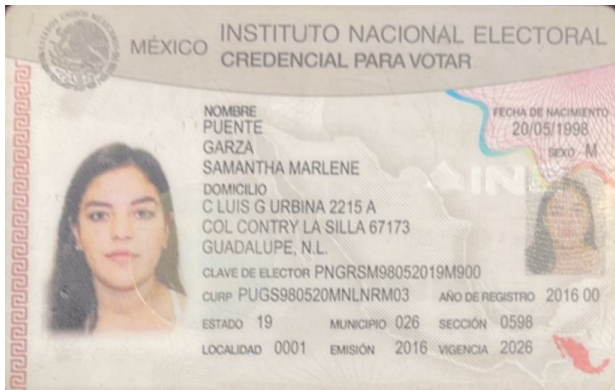 MÉXICO INSTITUTO NACIONAL ELECTORAL
CREDENCIAL PARA VOTAR
NOMBRE
PUENTE
GARZA
SAMANTHA MARLENE
FECHA DE NACIMIENTO
20/05/1998
SEXO M
DOMICILIO
C LUIS G URBINA 2215 A
COL CONTRY LA SILLA 67173
GUADALUPE, N.L.
CLAVE DE ELECTOR PNGRSM98052019M900
CURP PUGS980520MNLNRM03 AÑO DE REGISTRO 2016 00
ESTADO 19 MUNICIPIO 026 SECCIÓN 0598
LOCALIDAD 0001 EMISIÓN 2016 VIGENCIA 2026